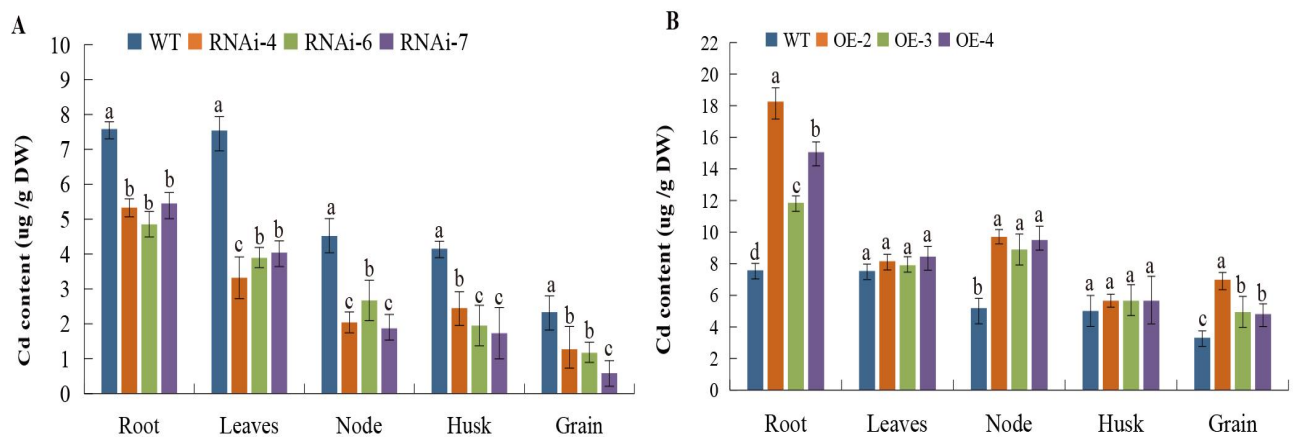 A
WT RNAi-4 RNAi-6 RNAi-7
Cd content (ug /g DW)
10
9
8
7
6
5
4
3
2
1
0
a b b b
a c b b
a c b c
a b c c
a b b c
Root Leaves Node Husk Grain
B
WT OE-2 OE-3 OE-4
Cd content (ug /g DW)
22
20
18
16
14
12
10
8
6
4
2
0
d a c b
a a a a
b a a a
a a a a
c a b b
Root Leaves Node Husk Grain